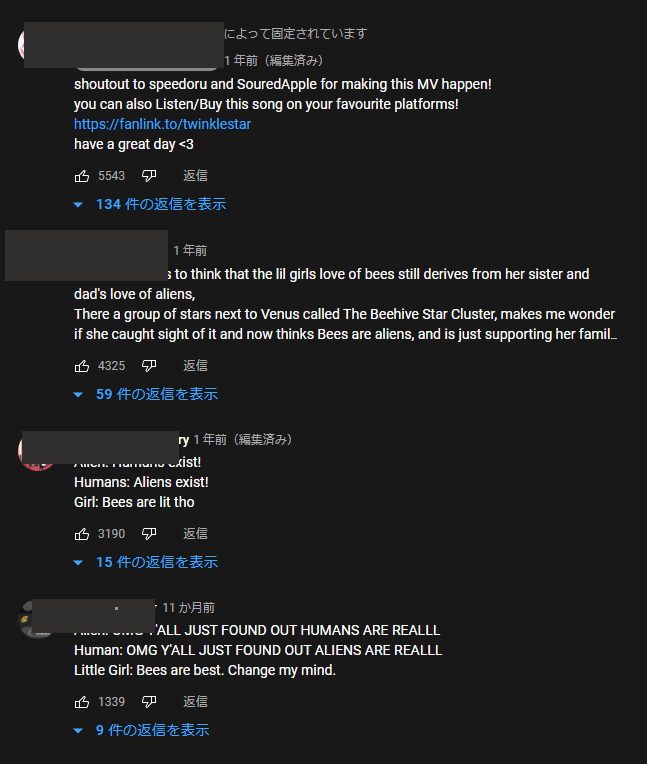 によって固定されています
1 年前（編集済み）
shoutout to speedoru and SouredApple for making this MV happen!
you can also Listen/Buy this song on your favourite platforms!
https://fanlink.to/twinklestar
have a great day <3
5543 返信
134 件の返信を表示
1 年前
s to think that the lil girls love of bees still derives from her sister and
dad's love of aliens,
There a group of stars next to Venus called The Beehive Star Cluster, makes me wonder
if she caught sight of it and now thinks Bees are aliens, and is just supporting her famil…
4325 返信
59 件の返信を表示
ry 1 年前（編集済み）
Alien: Humans exist!
Humans: Aliens exist!
Girl: Bees are lit tho
3190 返信
15 件の返信を表示
11 か月前
Alien: OMG Y'ALL JUST FOUND OUT HUMANS ARE REALLL
Human: OMG Y'ALL JUST FOUND OUT ALIENS ARE REALLL
Little Girl: Bees are best. Change my mind.
1339 返信
9 件の返信を表示